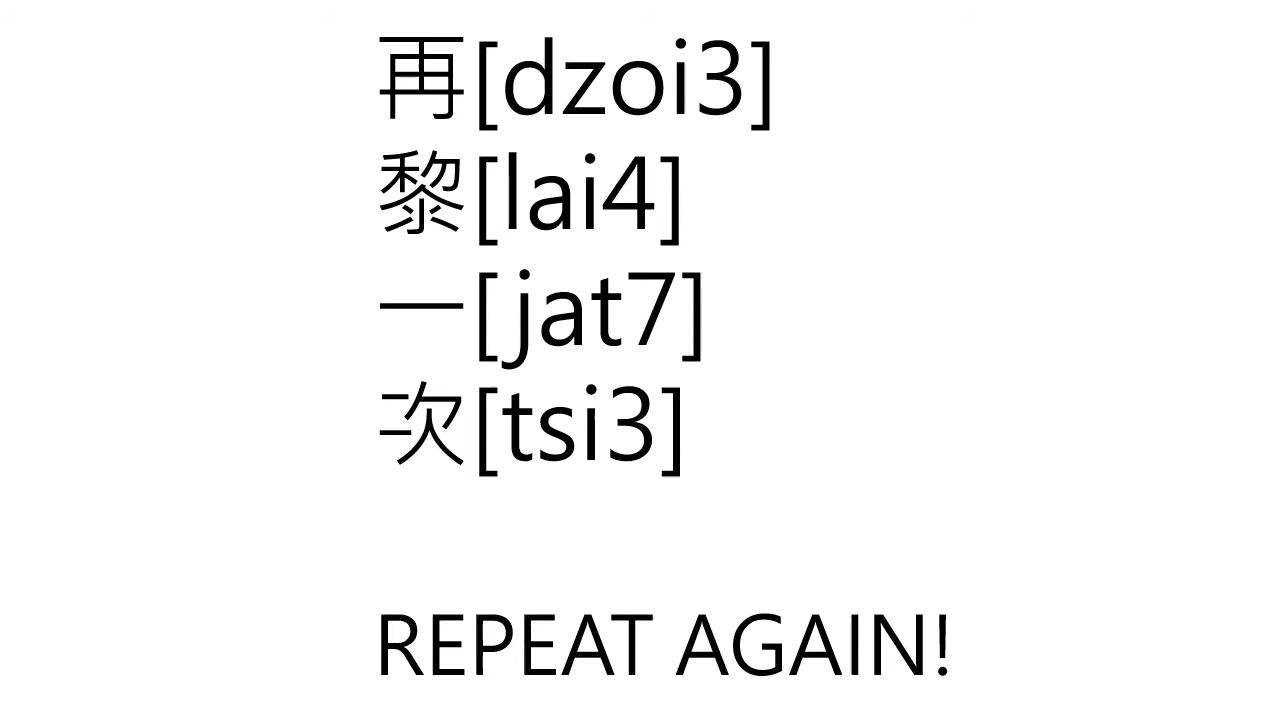 再[dzoi3]
黎[lai4]
一[jat7]
次[tsi3]
REPEAT AGAIN!